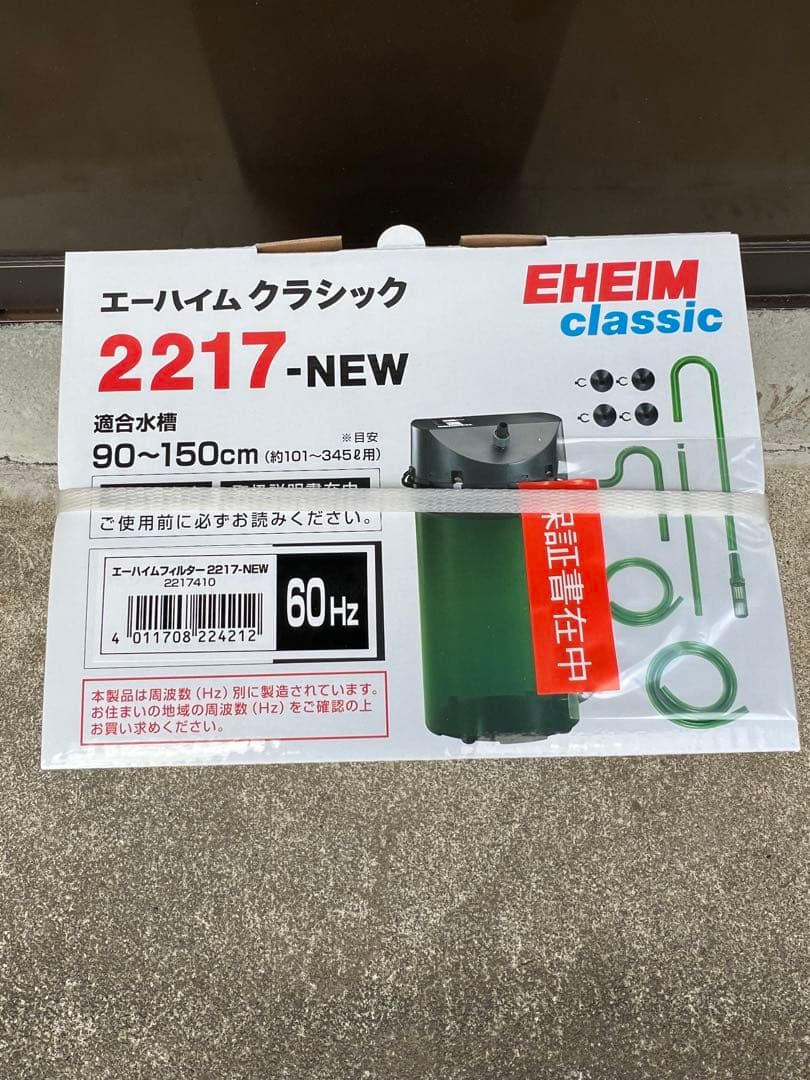 エーハイム クラシック
EHEIM
classic
2217-NEW
適合水槽
※目安
90～150cm (約101～345ℓ用)
ご使用前に必ずお読みください。
エーハイムフィルター2217-NEW
2217410
4 011708 224212
60Hz
保証書在中
本製品は周波数（Hz）別に製造されています。
お住まいの地域の周波数（Hz）をご確認の上
お買い求めください。